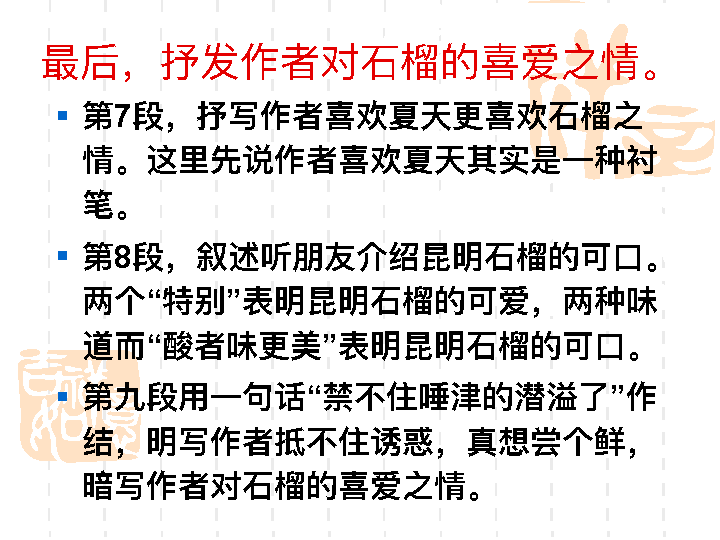 最后，抒发作者对石榴的喜爱之情。
第7段，抒写作者喜欢夏天更喜欢石榴之
情。这里先说作者喜欢夏天其实是一种衬
笔。
第8段，叙述听朋友介绍昆明石榴的可口。
两个“特别”表明昆明石榴的可爱，两种味
道而“酸者味更美”表明昆明石榴的可口。
第九段用一句话“禁不住唾津的潜溢了”作
结，明写作者抵不住诱惑，真想尝个鲜，
暗写作者对石榴的喜爱之情。